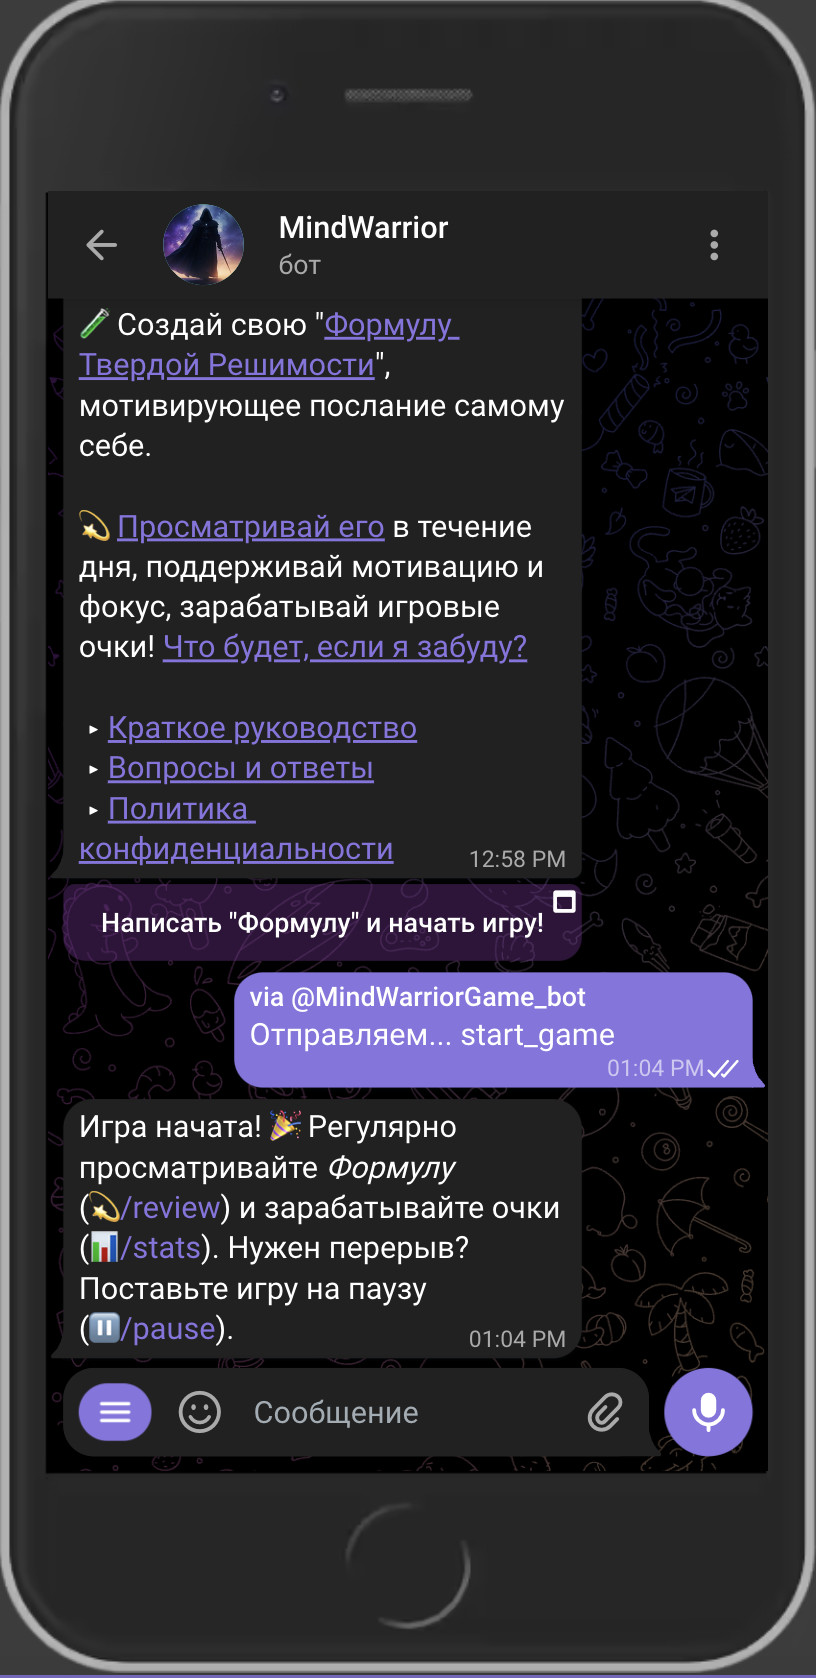 MindWarrior
бот
🧪 Создай свою "Формулу
Твердой Решимости",
мотивирующее послание самому
себе.
💫 Просматривай его в течение
дня, поддерживай мотивацию и
фокус, зарабатывай игровые
очки! Что будет, если я забуду?
‣ Краткое руководство
‣ Вопросы и ответы
‣ Политика
конфиденциальности
12:58 PM
Написать "Формулу" и начать игру!
via @MindWarriorGame_bot
Отправляем... start_game
01:04 PM
Игра начата! 🎉 Регулярно
просматривайте Формулу
(💫/review) и зарабатывайте очки
(📊/stats). Нужен перерыв?
Поставьте игру на паузу
(⏸️/pause).
01:04 PM
Сообщение